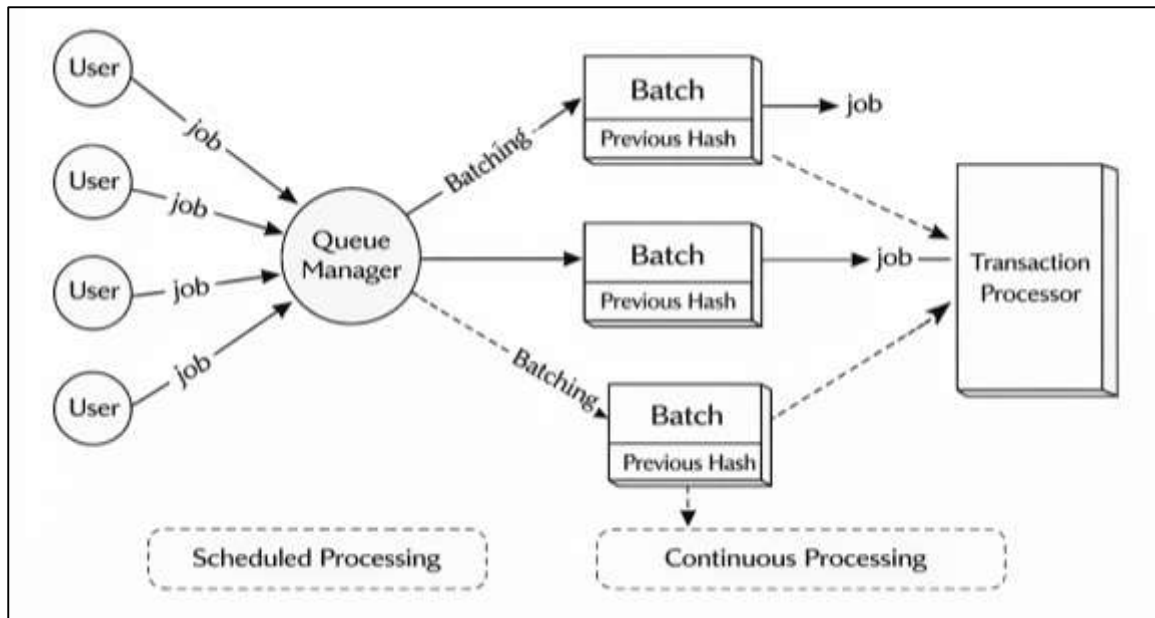 User
job
User
job
User
job
User
job
Queue
Manager
Batching
Batching
Batch
Previous Hash
job
Batch
Previous Hash
job
Batch
Previous Hash
Transaction
Processor
Scheduled Processing
Continuous Processing